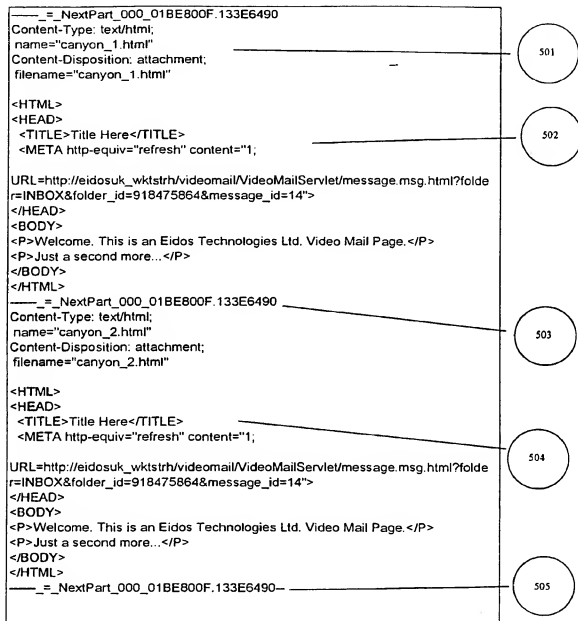 ------_=_NextPart_000_01BE800F.133E6490
Content-Type: text/html;
name="canyon_1.html"
Content-Disposition: attachment;
filename="canyon_1.html"
<HTML>
<HEAD>
<TITLE>Title Here</TITLE>
<META http-equiv="refresh" content="1;
URL=http://eidosuk_wktstrh/videomail/VideoMailServlet/message.msg.html?folde
r=INBOX&folder_id=918475864&message_id=14">
</HEAD>
<BODY>
<P>Welcome. This is an Eidos Technologies Ltd. Video Mail Page.</P>
<P>Just a second more...</P>
</BODY>
</HTML>
------_=_NextPart_000_01BE800F.133E6490
Content-Type: text/html;
name="canyon_2.html"
Content-Disposition: attachment;
filename="canyon_2.html"
<HTML>
<HEAD>
<TITLE>Title Here</TITLE>
<META http-equiv="refresh" content="1;
URL=http://eidosuk_wktstrh/videomail/VideoMailServlet/message.msg.html?folde
r=INBOX&folder_id=918475864&message_id=14">
</HEAD>
<BODY>
<P>Welcome. This is an Eidos Technologies Ltd. Video Mail Page.</P>
<P>Just a second more...</P>
</BODY>
</HTML>
------_=_NextPart_000_01BE800F.133E6490--
501
502
503
504
505